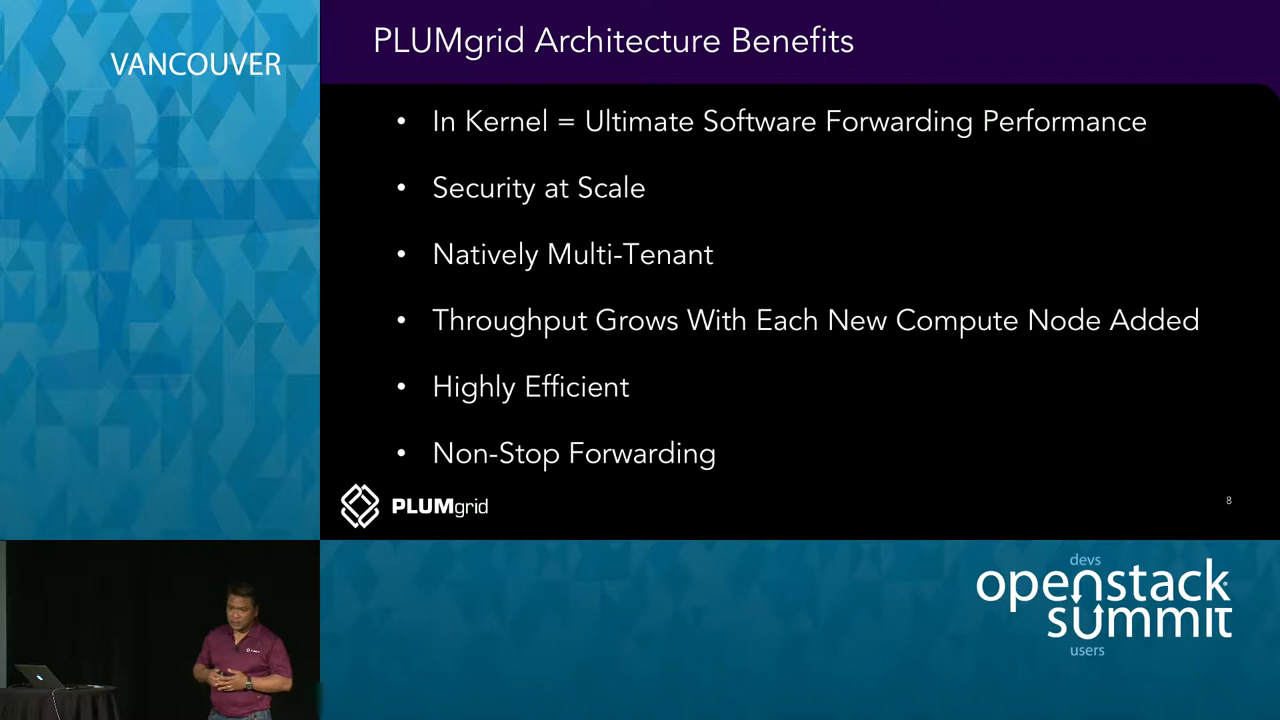 VANCOUVER
PLUMgrid Architecture Benefits
• In Kernel = Ultimate Software Forwarding Performance
• Security at Scale
• Natively Multi-Tenant
• Throughput Grows With Each New Compute Node Added
• Highly Efficient
• Non-Stop Forwarding
PLUMgrid
8
devs
openstack
summit
users